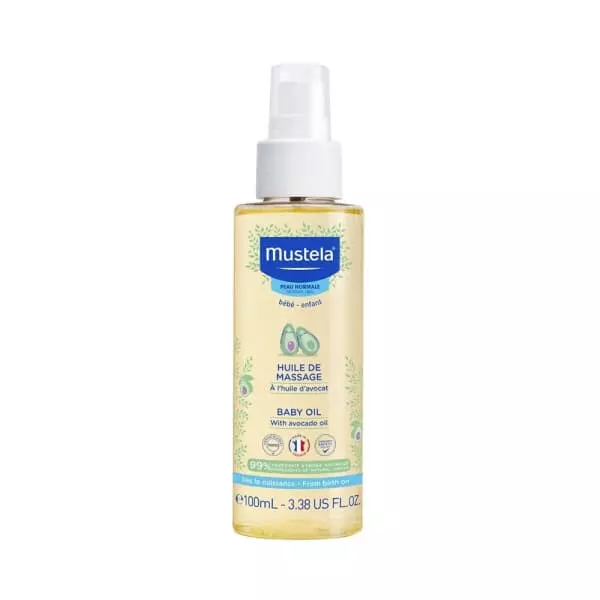 mustela
PEAU NORMALE
bébé - enfant
HUILE DE
MASSAGE
À l'huile d'avocat
BABY OIL
With avocado oil
99%
Dès la naissance - From birth on
℮100mL - 3.38 US FL.OZ.